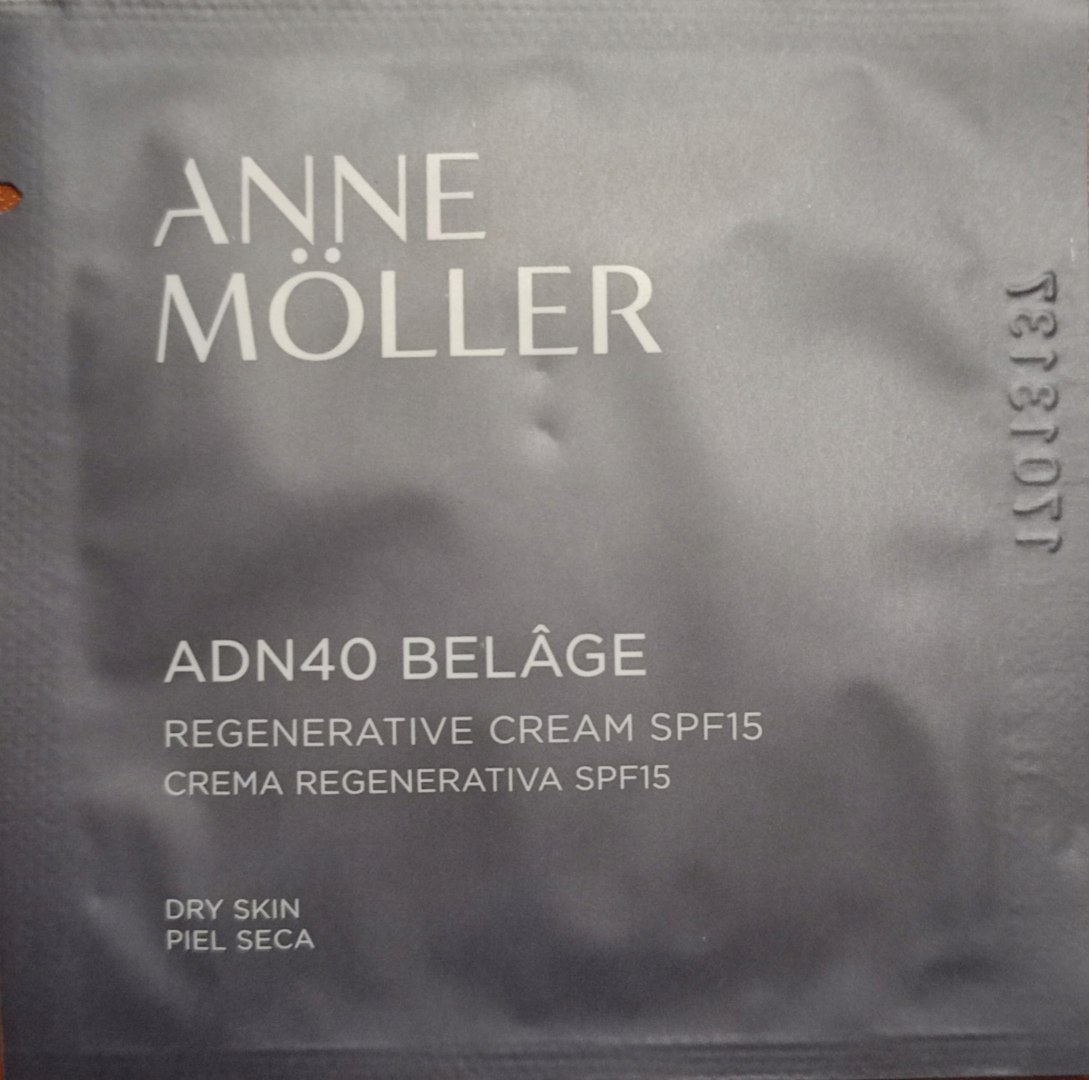 ANNE
MÖLLER
ADN40 BELÂGE
REGENERATIVE CREAM SPF15
CREMA REGENERATIVA SPF15
DRY SKIN
PIEL SECA